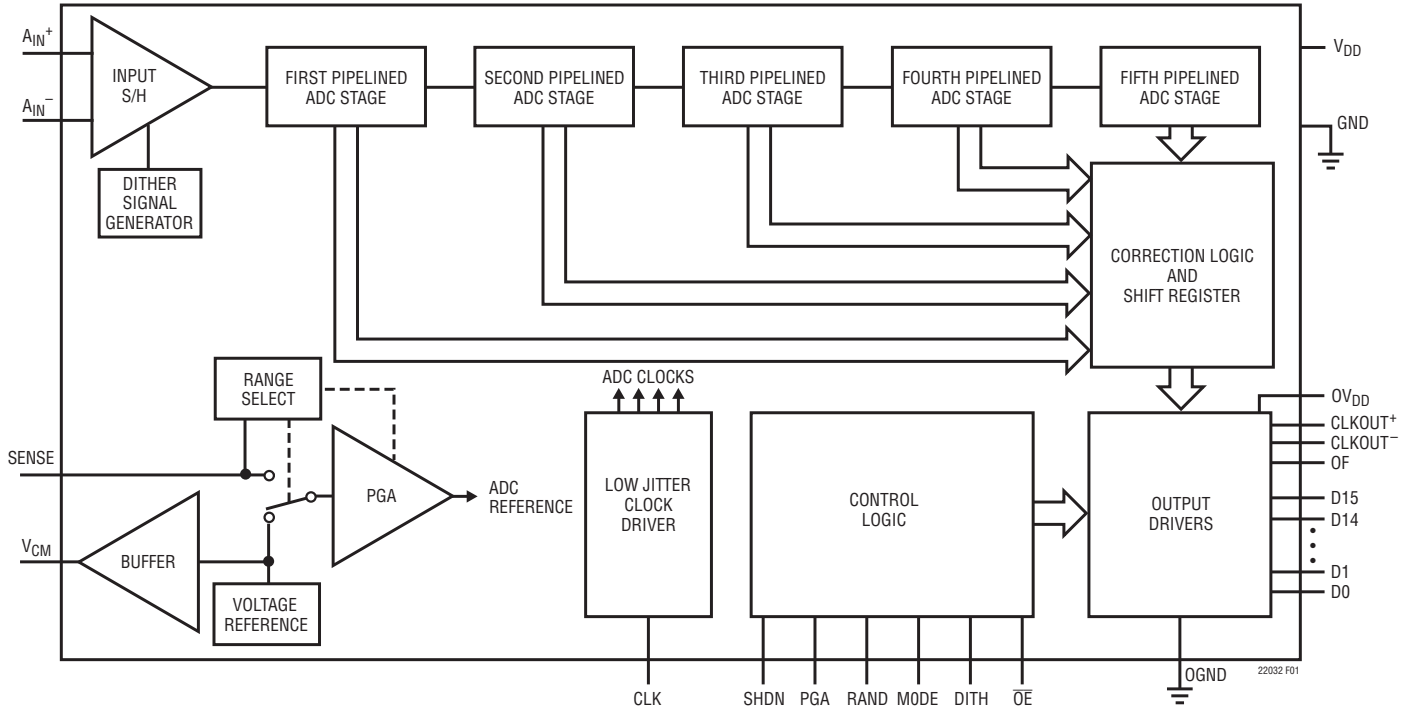 AIN+
AIN–
INPUT
S/H
DITHER
SIGNAL
GENERATOR
FIRST PIPELINED
ADC STAGE
SECOND PIPELINED
ADC STAGE
THIRD PIPELINED
ADC STAGE
FOURTH PIPELINED
ADC STAGE
FIFTH PIPELINED
ADC STAGE
VDD
GND
CORRECTION LOGIC
AND
SHIFT REGISTER
RANGE
SELECT
SENSE
VCM
BUFFER
VOLTAGE
REFERENCE
PGA
ADC
REFERENCE
ADC CLOCKS
LOW JITTER
CLOCK
DRIVER
CONTROL
LOGIC
OUTPUT
DRIVERS
OVDD
CLKOUT+
CLKOUT–
OF
D15
D14
•
•
•
D1
D0
OGND
22032 F01
CLK
SHDN
PGA
RAND
MODE
DITH
O̅E̅